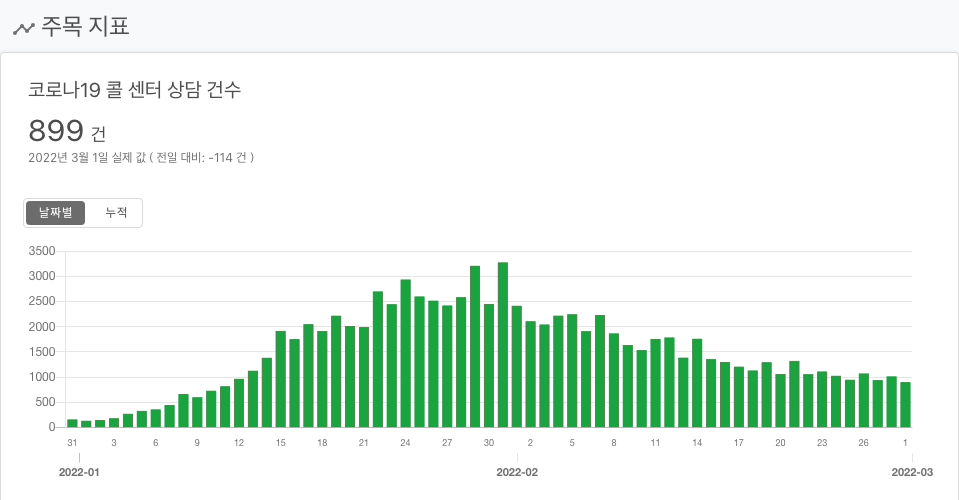 주목 지표
코로나19 콜 센터 상담 건수
899 건
2022년 3월 1일 실제 값 ( 전일 대비: -114 건 )
날짜별 누적
3500
3000
2500
2000
1500
1000
500
0
31 3 6 9 12 15 18 21 24 27 30 2 5 8 11 14 17 20 23 26 1
2022-01 2022-02 2022-03